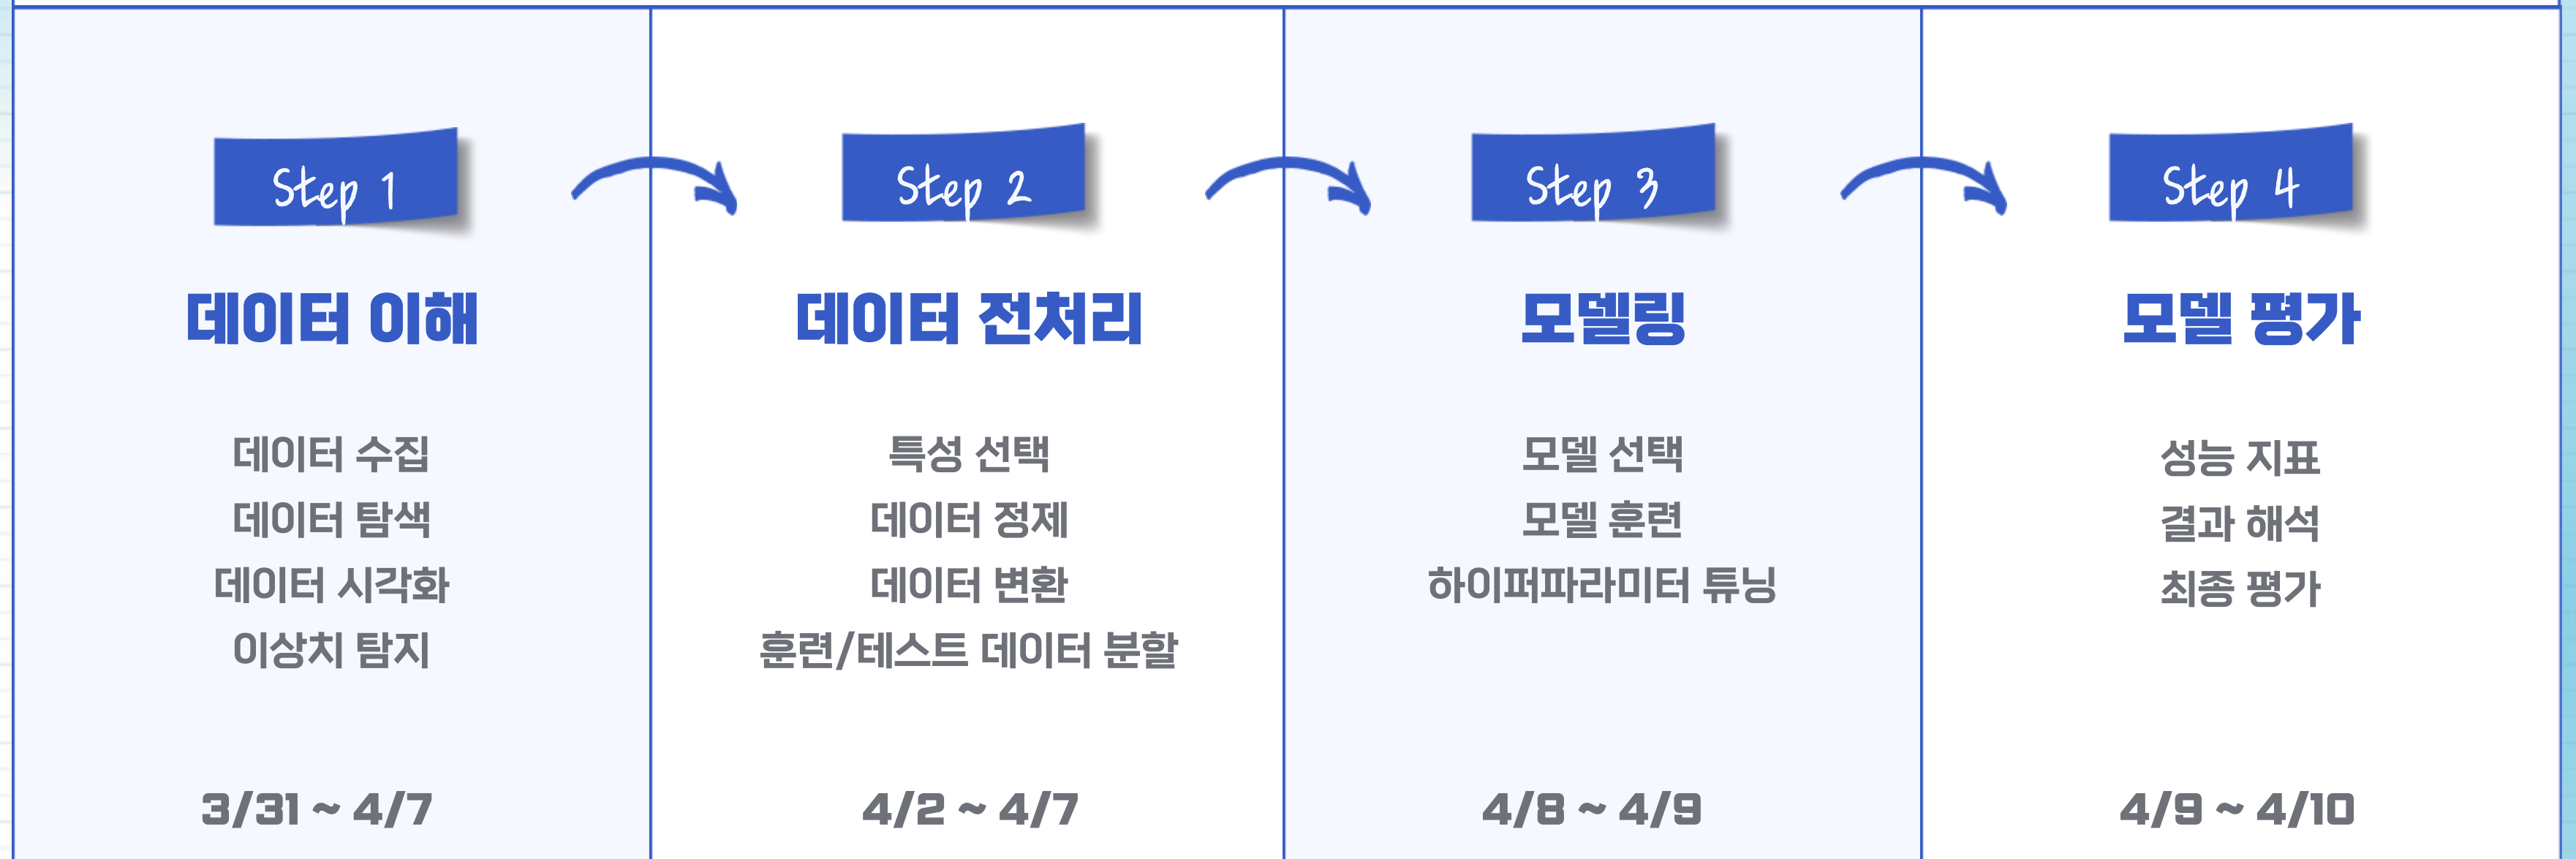 Step 1
데이터 이해
데이터 수집
데이터 탐색
데이터 시각화
이상치 탐지
3/31 ~ 4/7
Step 2
데이터 전처리
특성 선택
데이터 정제
데이터 변환
훈련/테스트 데이터 분할
4/2 ~ 4/7
Step 3
모델링
모델 선택
모델 훈련
하이퍼파라미터 튜닝
4/8 ~ 4/9
Step 4
모델 평가
성능 지표
결과 해석
최종 평가
4/9 ~ 4/10